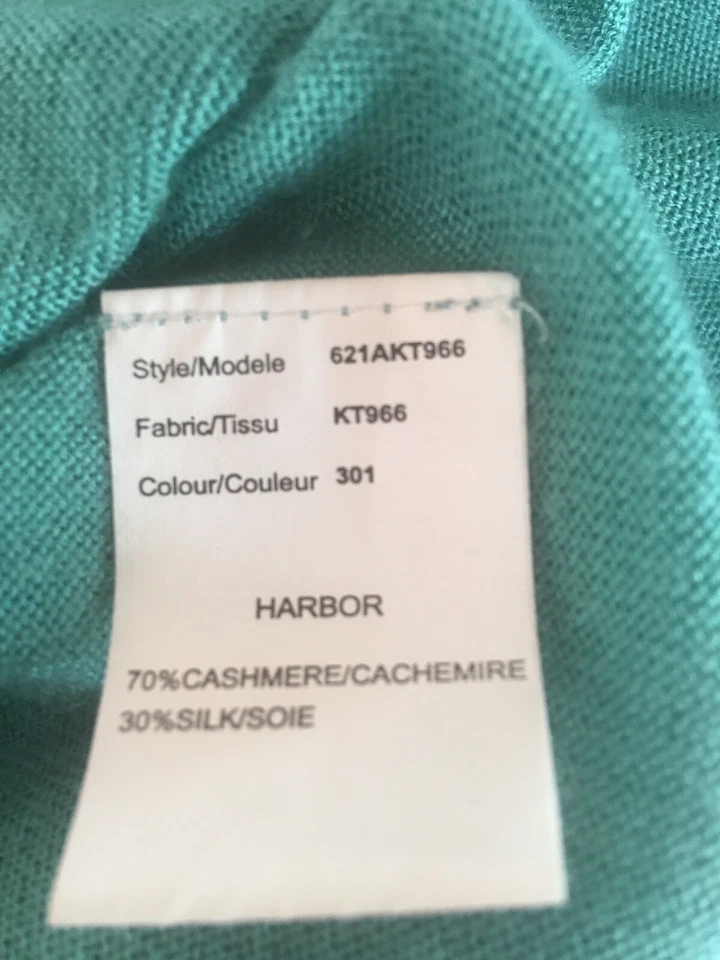 Style/Modele 621AKT966
Fabric/Tissu KT966
Colour/Couleur 301
HARBOR
70%CASHMERE/CACHEMIRE
30%SILK/SOIE